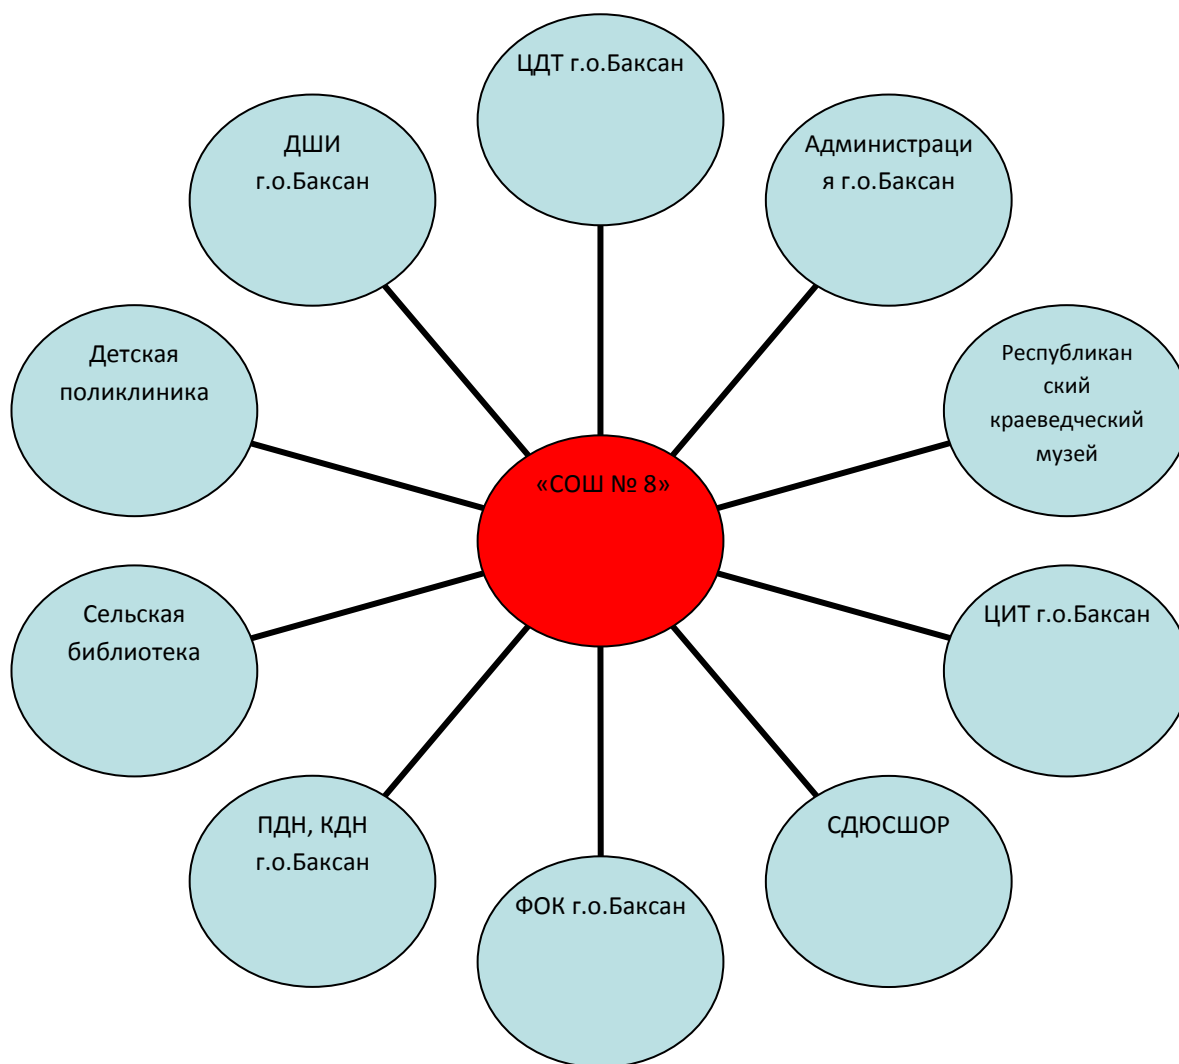 ЦДТ г.о.Баксан
ДШИ
г.о.Баксан
Администраци
я г.о.Баксан
Детская
поликлиника
Республикан
ский
краеведческий
музей
«СОШ № 8»
Сельская
библиотека
ЦИТ г.о.Баксан
ПДН, КДН
г.о.Баксан
СДЮСШОР
ФОК г.о.Баксан